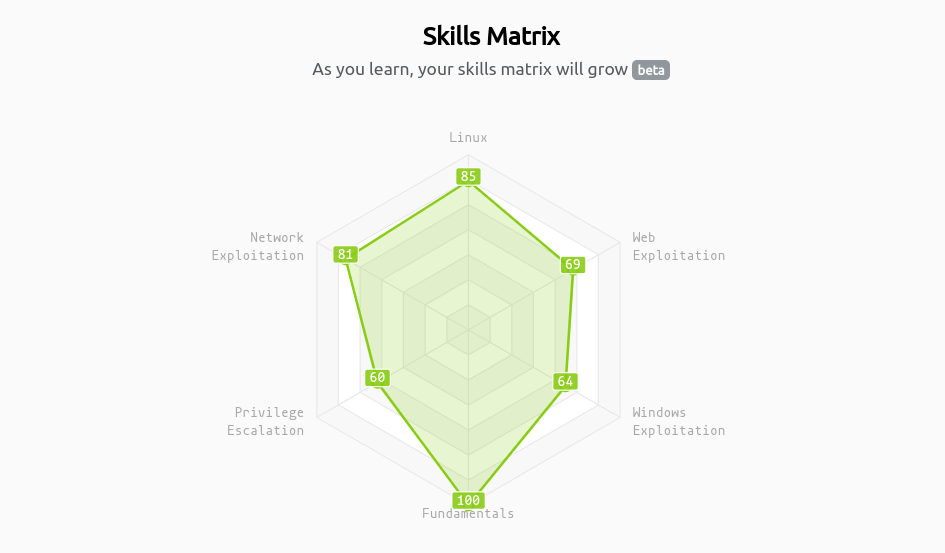 Skills Matrix
As you learn, your skills matrix will grow beta
Linux
85
Network
Exploitation
81
Web
Exploitation
69
60
64
Privilege
Escalation
Windows
Exploitation
100
Fundamentals